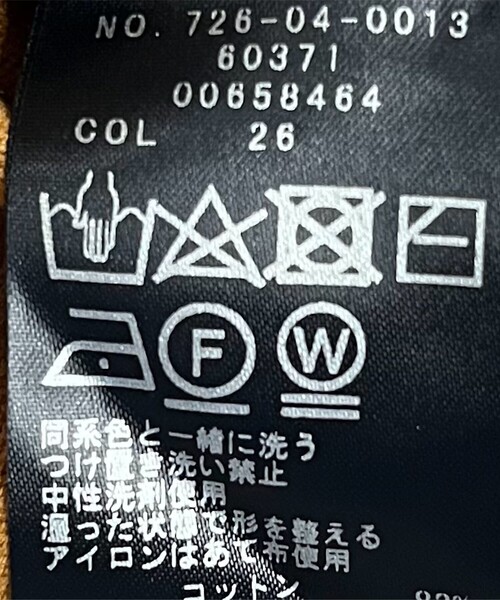 NO. 726-04-0013
60371
00658464
COL 26
F W
同系色と一緒に洗う
つけ置き洗い禁止
中性洗剤使用
湿った状態で形を整える
アイロンはあて布使用
コットン